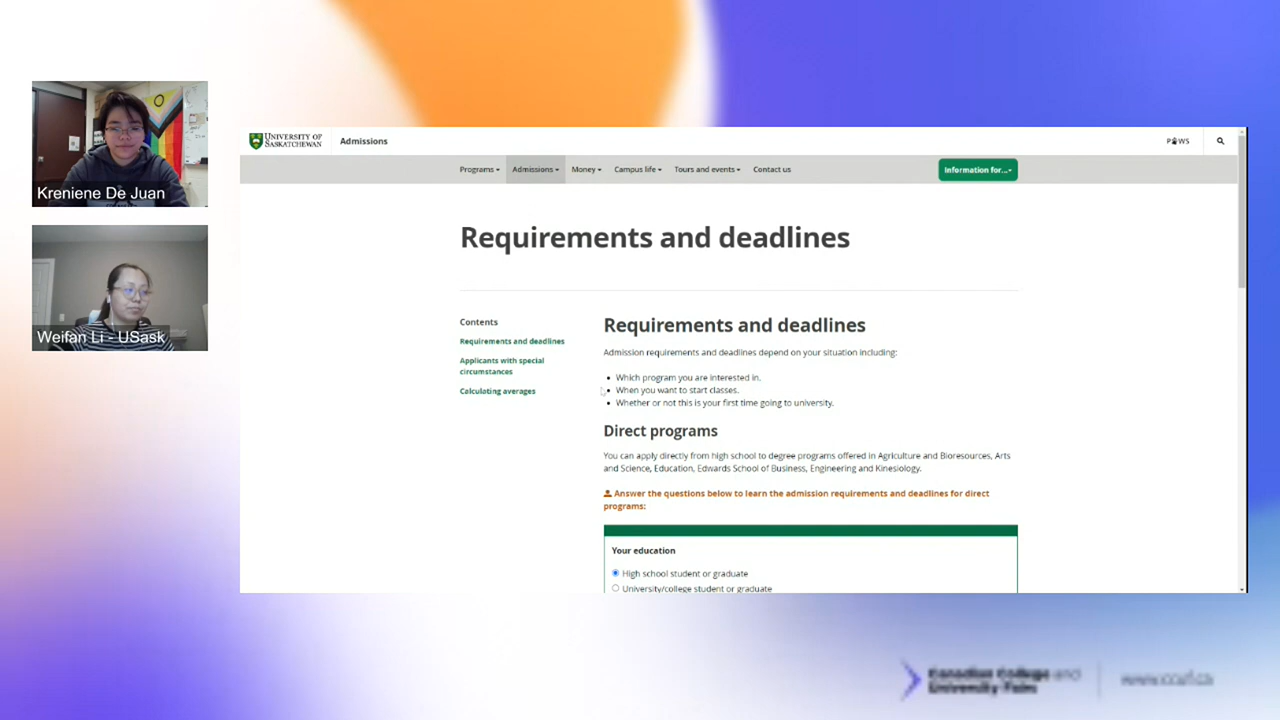 Kreniene De Juan
Weifan Li - USask
UNIVERSITY OF
SASKATCHEWAN
Admissions
PAWS
Programs
Admissions
Money
Campus life
Tours and events
Contact us
Information for...
Requirements and deadlines
Contents
Requirements and deadlines
Applicants with special
circumstances
Calculating averages
Requirements and deadlines
Admission requirements and deadlines depend on your situation including:
• Which program you are interested in.
• When you want to start classes.
• Whether or not this is your first time going to university.
Direct programs
You can apply directly from high school to degree programs offered in Agriculture and Bioresources, Arts
and Science, Education, Edwards School of Business, Engineering and Kinesiology.
Answer the questions below to learn the admission requirements and deadlines for direct
programs:
Your education
High school student or graduate
University/college student or graduate
Canadian College and
University Fairs